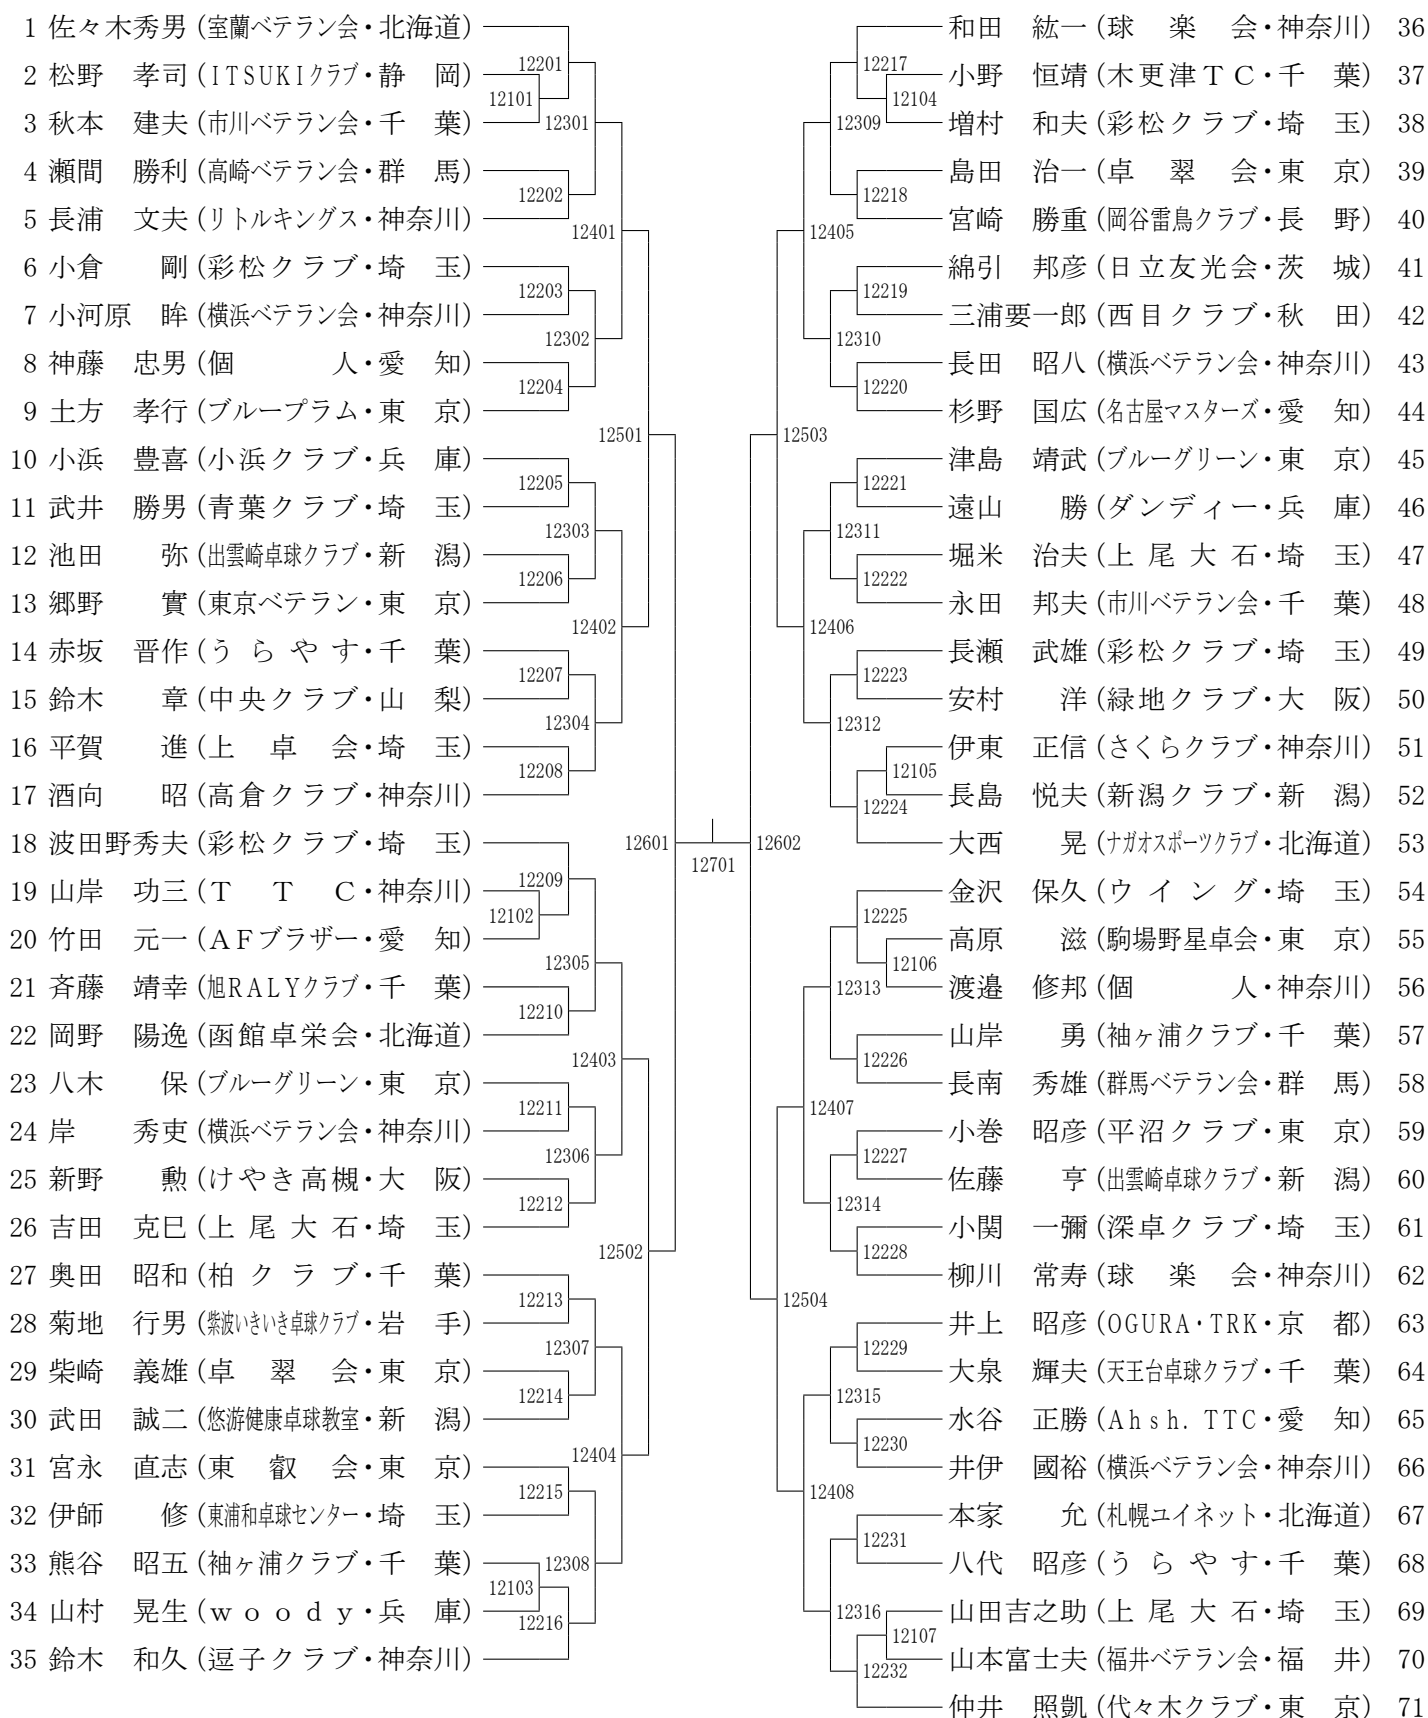 1 佐々木秀男 (室蘭ベテラン会・北海道)
2 松野 孝司 (ITSUKIクラブ・静 岡)
3 秋本 建夫 (市川ベテラン会・千 葉)
4 瀬間 勝利 (高崎ベテラン会・群 馬)
5 長浦 文夫 (リトルキングス・神奈川)
6 小倉 剛 (彩松クラブ・埼 玉)
7 小河原 眸 (横浜ベテラン会・神奈川)
8 神藤 忠男 (個 人・愛 知)
9 土方 孝行 (ブループラム・東 京)
10 小浜 豊喜 (小浜クラブ・兵 庫)
11 武井 勝男 (青葉クラブ・埼 玉)
12 池田 弥 (出雲崎卓球クラブ・新 潟)
13 郷野 實 (東京ベテラン・東 京)
14 赤坂 晋作 (うらやす・千 葉)
15 鈴木 章 (中央クラブ・山 梨)
16 平賀 進 (上 卓 会・埼 玉)
17 酒向 昭 (高倉クラブ・神奈川)
18 波田野秀夫 (彩松クラブ・埼 玉)
19 山岸 功三 (T T C・神奈川)
20 竹田 元一 (AFブラザー・愛 知)
21 斉藤 靖幸 (旭RALYクラブ・千 葉)
22 岡野 陽逸 (函館卓栄会・北海道)
23 八木 保 (ブルーグリーン・東 京)
24 岸 秀吏 (横浜ベテラン会・神奈川)
25 新野 勲 (けやき高槻・大 阪)
26 吉田 克巳 (上尾大石・埼 玉)
27 奥田 昭和 (柏クラブ・千 葉)
28 菊地 行男 (紫波いきいき卓球クラブ・岩 手)
29 柴崎 義雄 (卓 翠 会・東 京)
30 武田 誠二 (悠游健康卓球教室・新 潟)
31 宮永 直志 (東 叡 会・東 京)
32 伊師 修 (東浦和卓球センター・埼 玉)
33 熊谷 昭五 (袖ヶ浦クラブ・千 葉)
34 山村 晃生 (woody・兵 庫)
35 鈴木 和久 (逗子クラブ・神奈川)
12101
12102
12103
12201
12202
12203
12204
12205
12206
12207
12208
12209
12210
12211
12212
12213
12214
12215
12216
12301
12302
12303
12304
12305
12306
12307
12308
12401
12402
12403
12404
12501
12502
12601
12701
12602
12503
12504
12405
12406
12407
12408
12309
12310
12311
12312
12313
12314
12315
12316
12217
12218
12219
12220
12221
12222
12223
12224
12225
12226
12227
12228
12229
12230
12231
12232
12104
12105
12106
12107
和田 紘一 (球 楽 会・神奈川) 36
小野 恒靖 (木更津TC・千 葉) 37
増村 和夫 (彩松クラブ・埼 玉) 38
島田 治一 (卓 翠 会・東 京) 39
宮崎 勝重 (岡谷雷鳥クラブ・長 野) 40
綿引 邦彦 (日立友光会・茨 城) 41
三浦要一郎 (西目クラブ・秋 田) 42
長田 昭八 (横浜ベテラン会・神奈川) 43
杉野 国広 (名古屋マスターズ・愛 知) 44
津島 靖武 (ブルーグリーン・東 京) 45
遠山 勝 (ダンディー・兵 庫) 46
堀米 治夫 (上尾大石・埼 玉) 47
永田 邦夫 (市川ベテラン会・千 葉) 48
長瀬 武雄 (彩松クラブ・埼 玉) 49
安村 洋 (緑地クラブ・大 阪) 50
伊東 正信 (さくらクラブ・神奈川) 51
長島 悦夫 (新潟クラブ・新 潟) 52
大西 晃 (ナガオスポーツクラブ・北海道) 53
金沢 保久 (ウイング・埼 玉) 54
高原 滋 (駒場野星卓会・東 京) 55
渡邉 修邦 (個 人・神奈川) 56
山岸 勇 (袖ヶ浦クラブ・千 葉) 57
長南 秀雄 (群馬ベテラン会・群 馬) 58
小巻 昭彦 (平沼クラブ・東 京) 59
佐藤 亨 (出雲崎卓球クラブ・新 潟) 60
小関 一彌 (深卓クラブ・埼 玉) 61
柳川 常寿 (球 楽 会・神奈川) 62
井上 昭彦 (OGURA・TRK・京 都) 63
大泉 輝夫 (天王台卓球クラブ・千 葉) 64
水谷 正勝 (Ahsh.TTC・愛 知) 65
井伊 國裕 (横浜ベテラン会・神奈川) 66
本家 允 (札幌ユイネット・北海道) 67
八代 昭彦 (うらやす・千 葉) 68
山田吉之助 (上尾大石・埼 玉) 69
山本富士夫 (福井ベテラン会・福 井) 70
仲井 照凱 (代々木クラブ・東 京) 71